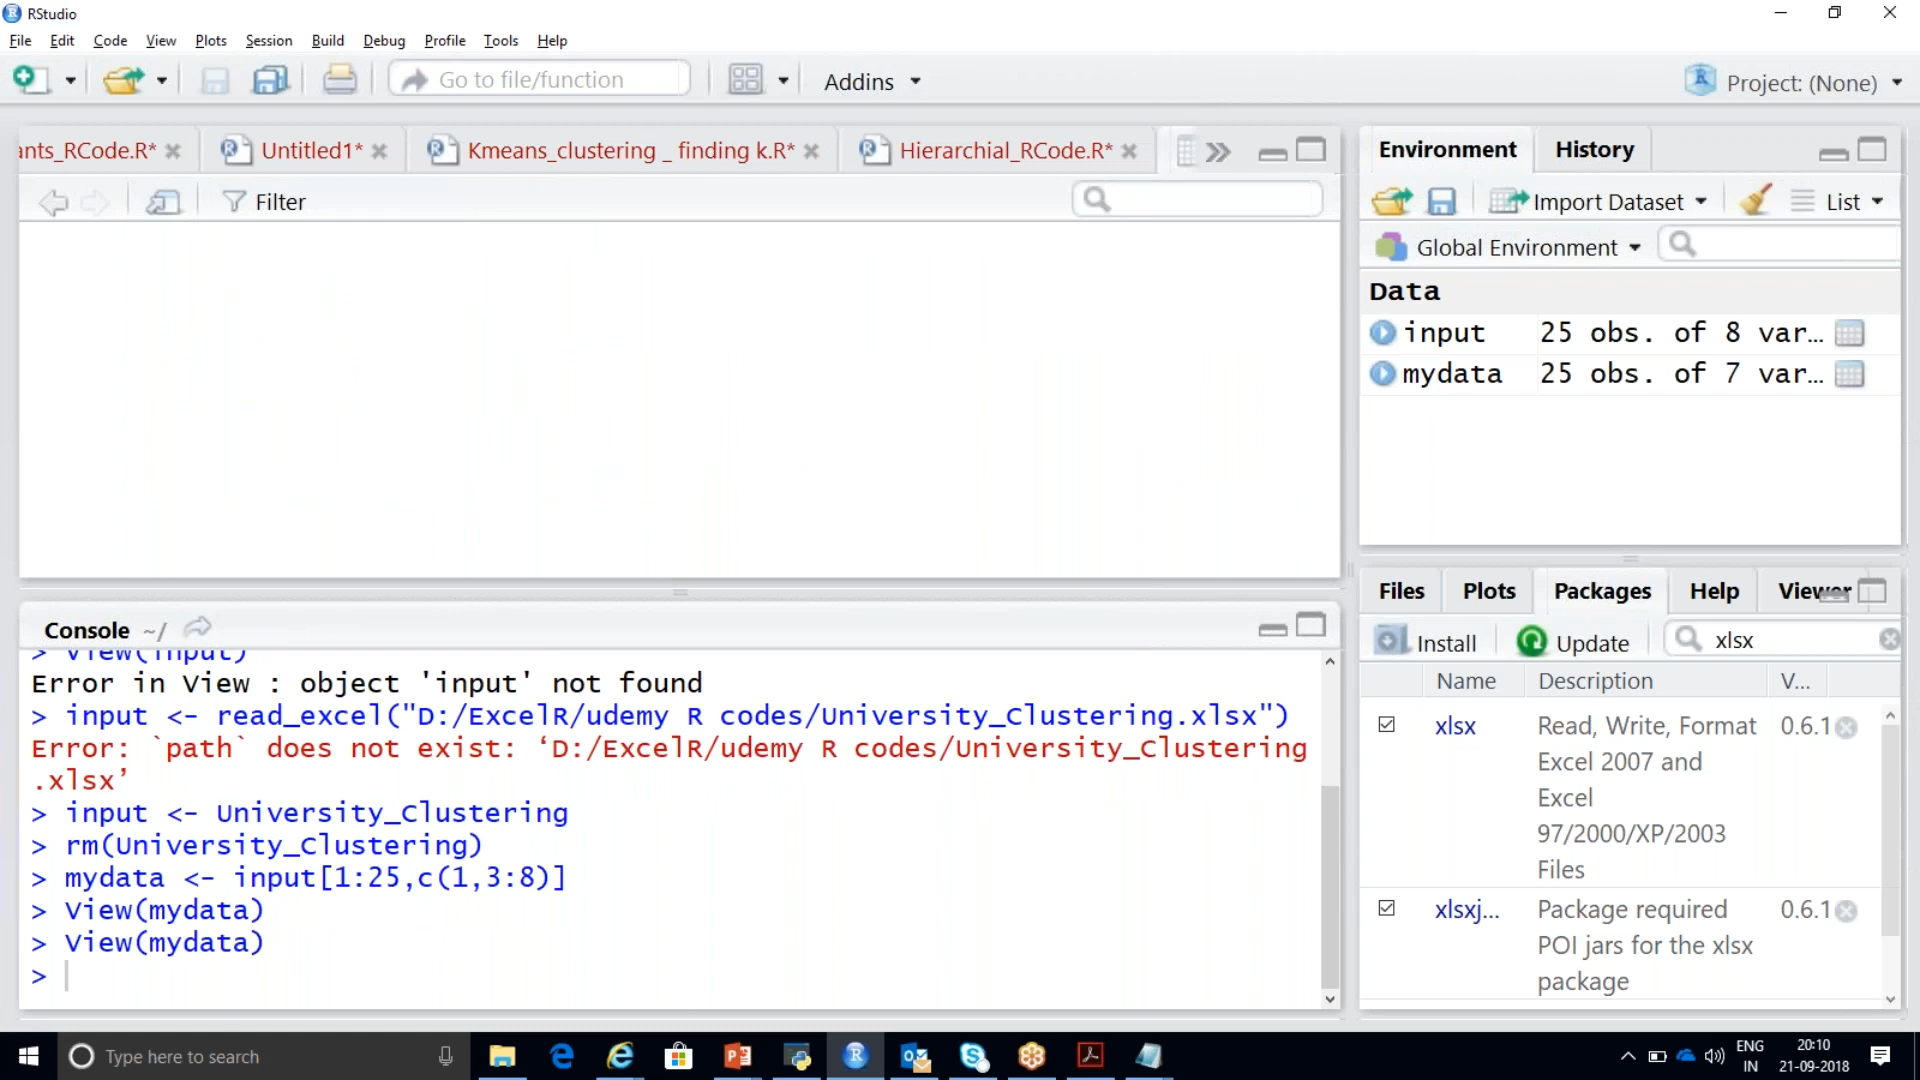 RStudio
File Edit Code View Plots Session Build Debug Profile Tools Help
Go to file/function
Addins
Project: (None)
ants_RCode.R* Untitled1* Kmeans_clustering _ finding k.R* Hierarchial_RCode.R*
Filter
Environment History
Import Dataset List
Global Environment
Data
input 25 obs. of 8 var…
mydata 25 obs. of 7 var…
Console ~/
> View(input)
Error in View : object 'input' not found
> input <- read_excel("D:/ExcelR/udemy R codes/University_Clustering.xlsx")
Error: `path` does not exist: ‘D:/ExcelR/udemy R codes/University_Clustering
.xlsx’
> input <- University_Clustering
> rm(University_Clustering)
> mydata <- input[1:25,c(1,3:8)]
> View(mydata)
> View(mydata)
>
Files Plots Packages Help Viewer
Install Update xlsx
Name Description V...
xlsx Read, Write, Format 0.6.1
Excel 2007 and
Excel
97/2000/XP/2003
Files
xlsxj... Package required 0.6.1
POI jars for the xlsx
package
Type here to search
ENG
IN
20:10
21-09-2018